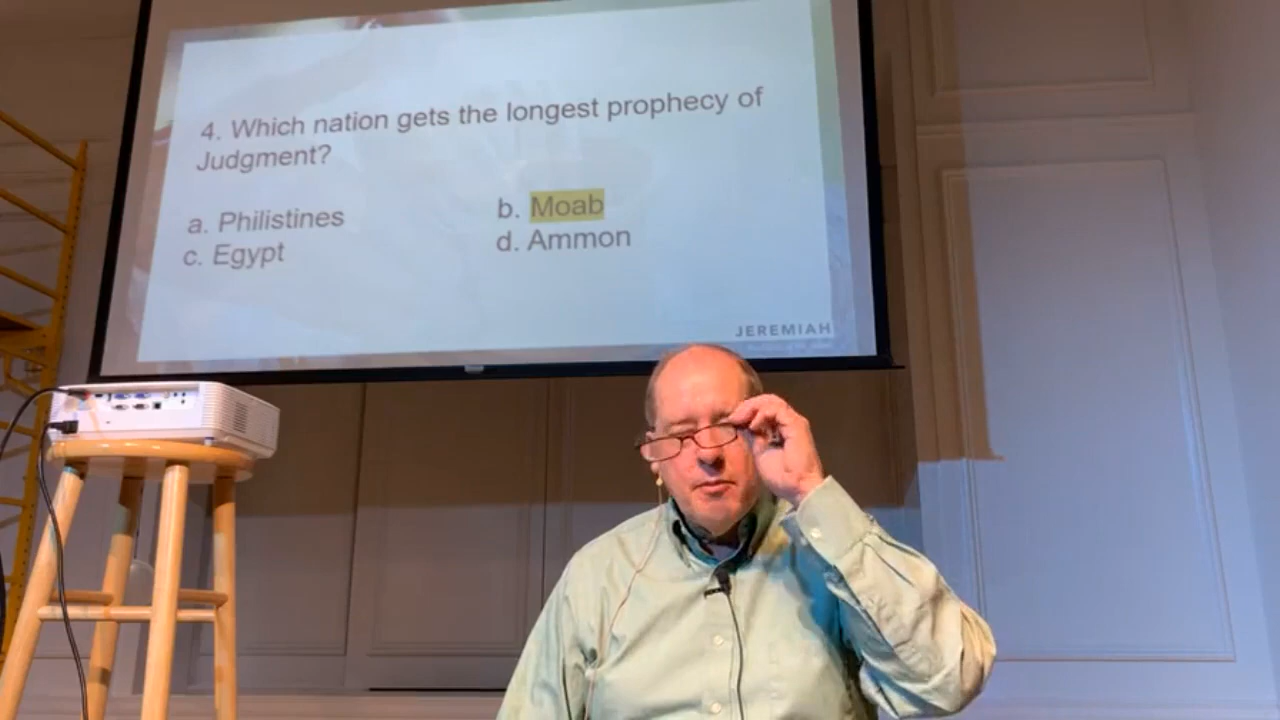 4. Which nation gets the longest prophecy of
Judgment?
a. Philistines
b. Moab
c. Egypt
d. Ammon
JEREMIAH